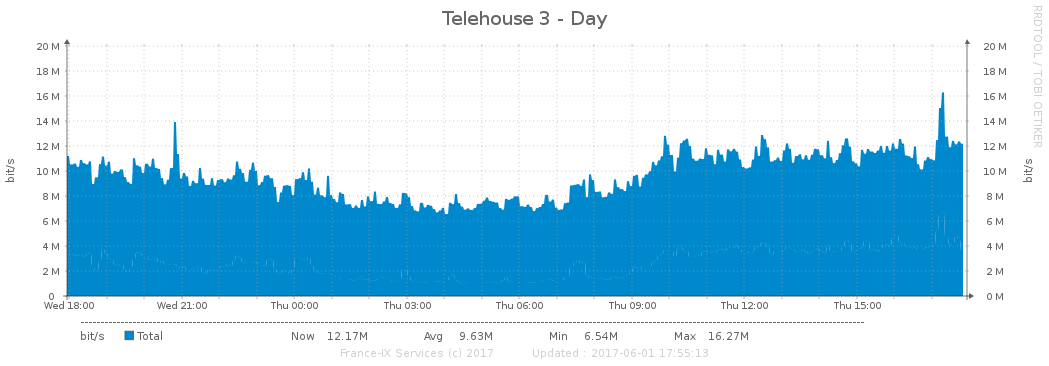 Telehouse 3 - Day
RRDTOOL / TOBI OETIKER
bit/s
bit/s
20 M 20 M
18 M 18 M
16 M 16 M
14 M 14 M
12 M 12 M
10 M 10 M
8 M 8 M
6 M 6 M
4 M 4 M
2 M 2 M
0 0 M
Wed 18:00 Wed 21:00 Thu 00:00 Thu 03:00 Thu 06:00 Thu 09:00 Thu 12:00 Thu 15:00
bit/s Total Now 12.17M Avg 9.63M Min 6.54M Max 16.27M
France-IX Services (c) 2017 Updated : 2017-06-01 17:55:13